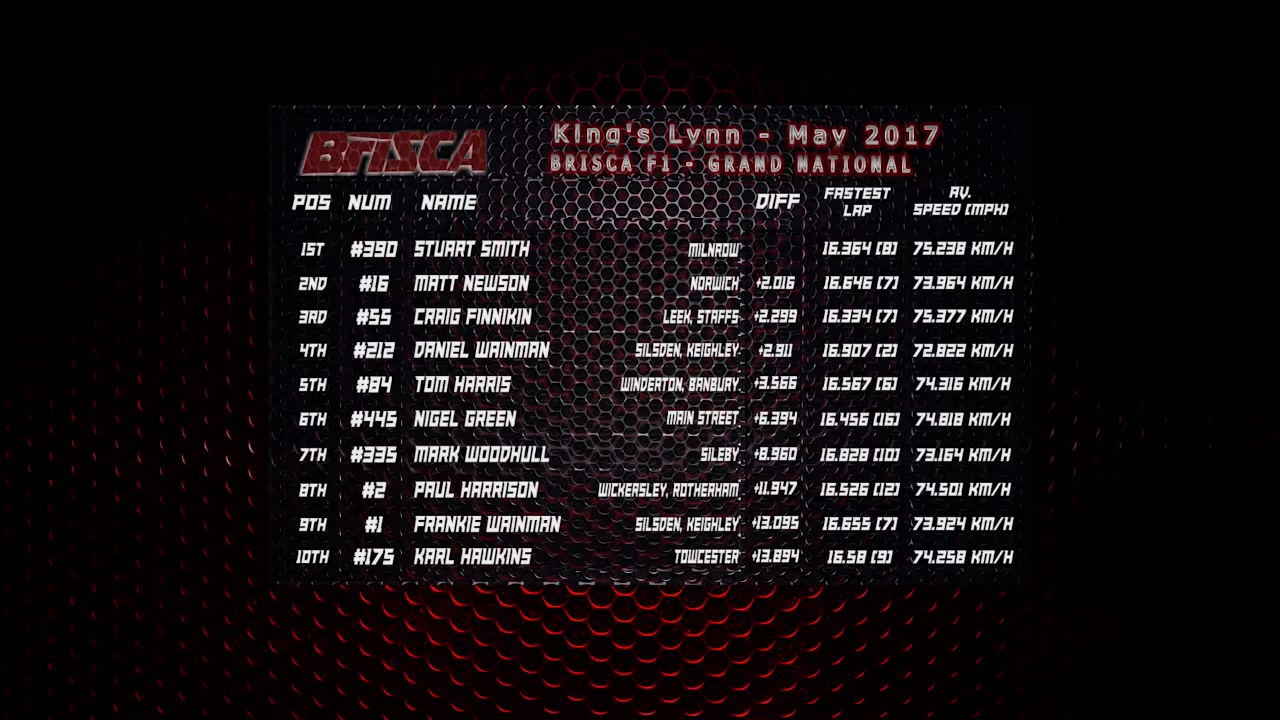 BRISCA
King's Lynn - May 2017
BRISCA F1 - GRAND NATIONAL
POS NUM NAME DIFF FASTEST LAP AV. SPEED (MPH)
1ST #390 STUART SMITH MILNROW 16.364 (8) 75.238 KM/H
2ND #16 MATT NEWSON NORWICH +2.016 16.646 (7) 73.964 KM/H
3RD #55 CRAIG FINNIKIN LEEK, STAFFS +2.299 16.334 (7) 75.377 KM/H
4TH #212 DANIEL WAINMAN SILSDEN, KEIGHLEY +2.911 16.907 (2) 72.822 KM/H
5TH #84 TOM HARRIS WINDERTON, BANBURY +3.566 16.567 (6) 74.316 KM/H
6TH #445 NIGEL GREEN MAIN STREET +6.394 16.456 (16) 74.818 KM/H
7TH #335 MARK WOODHULL SILEBY +8.960 16.828 (10) 73.164 KM/H
8TH #2 PAUL HARRISON WICKERSLEY, ROTHERHAM +11.947 16.526 (12) 74.501 KM/H
9TH #1 FRANKIE WAINMAN SILSDEN, KEIGHLEY +13.095 16.655 (7) 73.924 KM/H
10TH #175 KARL HAWKINS TOWCESTER +13.894 16.58 (9) 74.258 KM/H